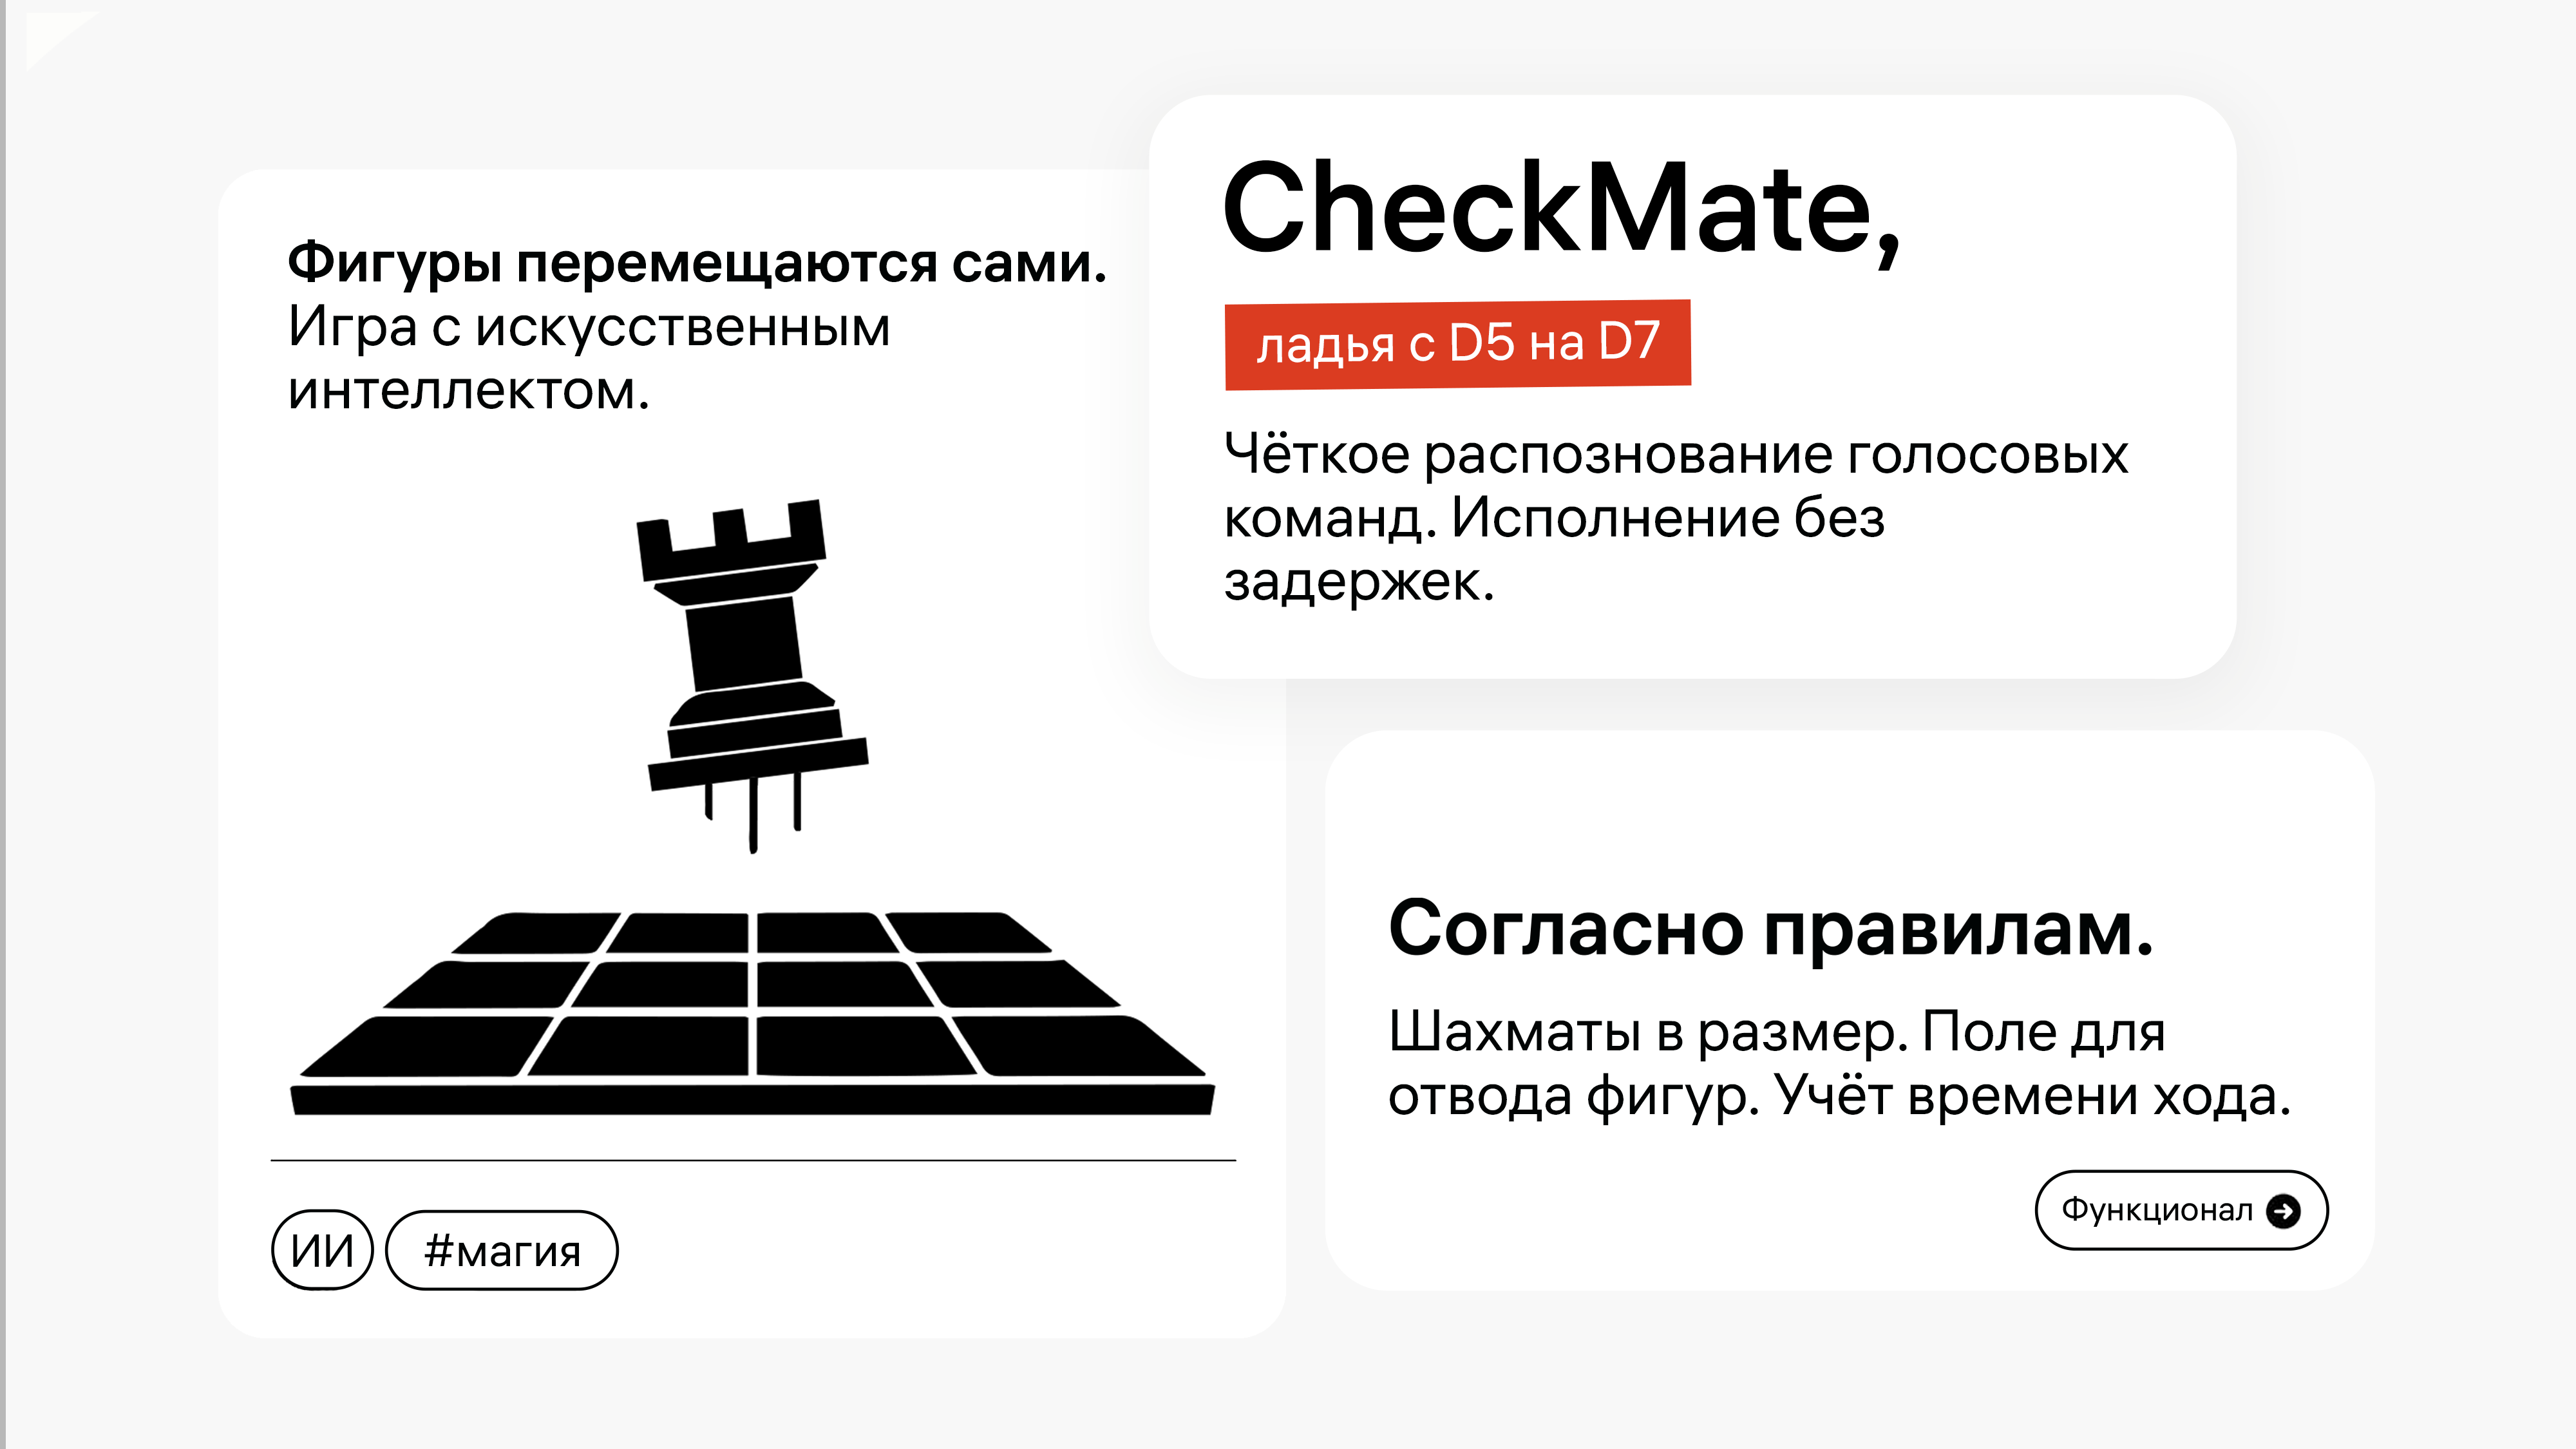 Фигуры перемещаются сами.
Игра с искусственным
интеллектом.
ИИ
#магия
CheckMate,
ладья с D5 на D7
Чёткое распознование голосовых
команд. Исполнение без
задержек.
Согласно правилам.
Шахматы в размер. Поле для
отвода фигур. Учёт времени хода.
Функционал